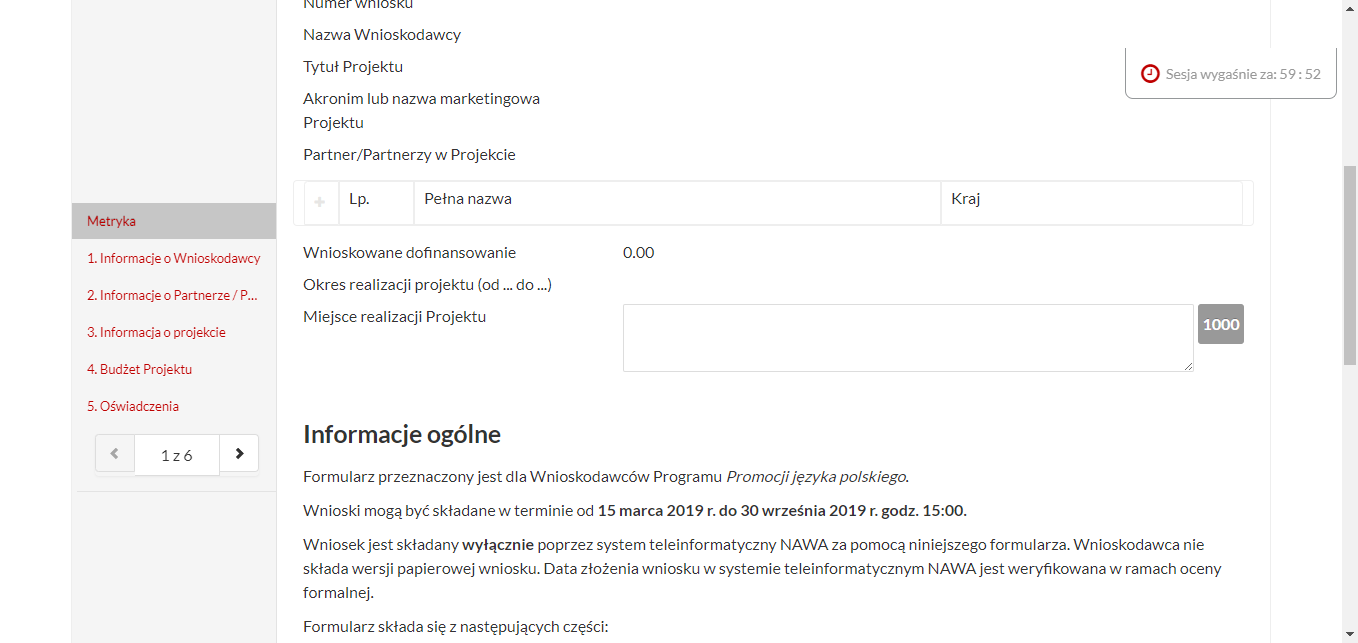 Numer wniosku
Nazwa Wnioskodawcy
Tytuł Projektu
Akronim lub nazwa marketingowa
Projektu
Partner/Partnerzy w Projekcie
Sesja wygaśnie za: 59 : 52
Lp. Pełna nazwa Kraj
Metryka
1. Informacje o Wnioskodawcy
2. Informacje o Partnerze / P...
3. Informacja o projekcie
4. Budżet Projektu
5. Oświadczenia
1 z 6
Wnioskowane dofinansowanie 0.00
Okres realizacji projektu (od ... do ...)
Miejsce realizacji Projektu 1000
Informacje ogólne
Formularz przeznaczony jest dla Wnioskodawców Programu Promocji języka polskiego.
Wnioski mogą być składane w terminie od 15 marca 2019 r. do 30 września 2019 r. godz. 15:00.
Wniosek jest składany wyłącznie poprzez system teleinformatyczny NAWA za pomocą niniejszego formularza. Wnioskodawca nie
składa wersji papierowej wniosku. Data złożenia wniosku w systemie teleinformatycznym NAWA jest weryfikowana w ramach oceny
formalnej.
Formularz składa się z następujących części: